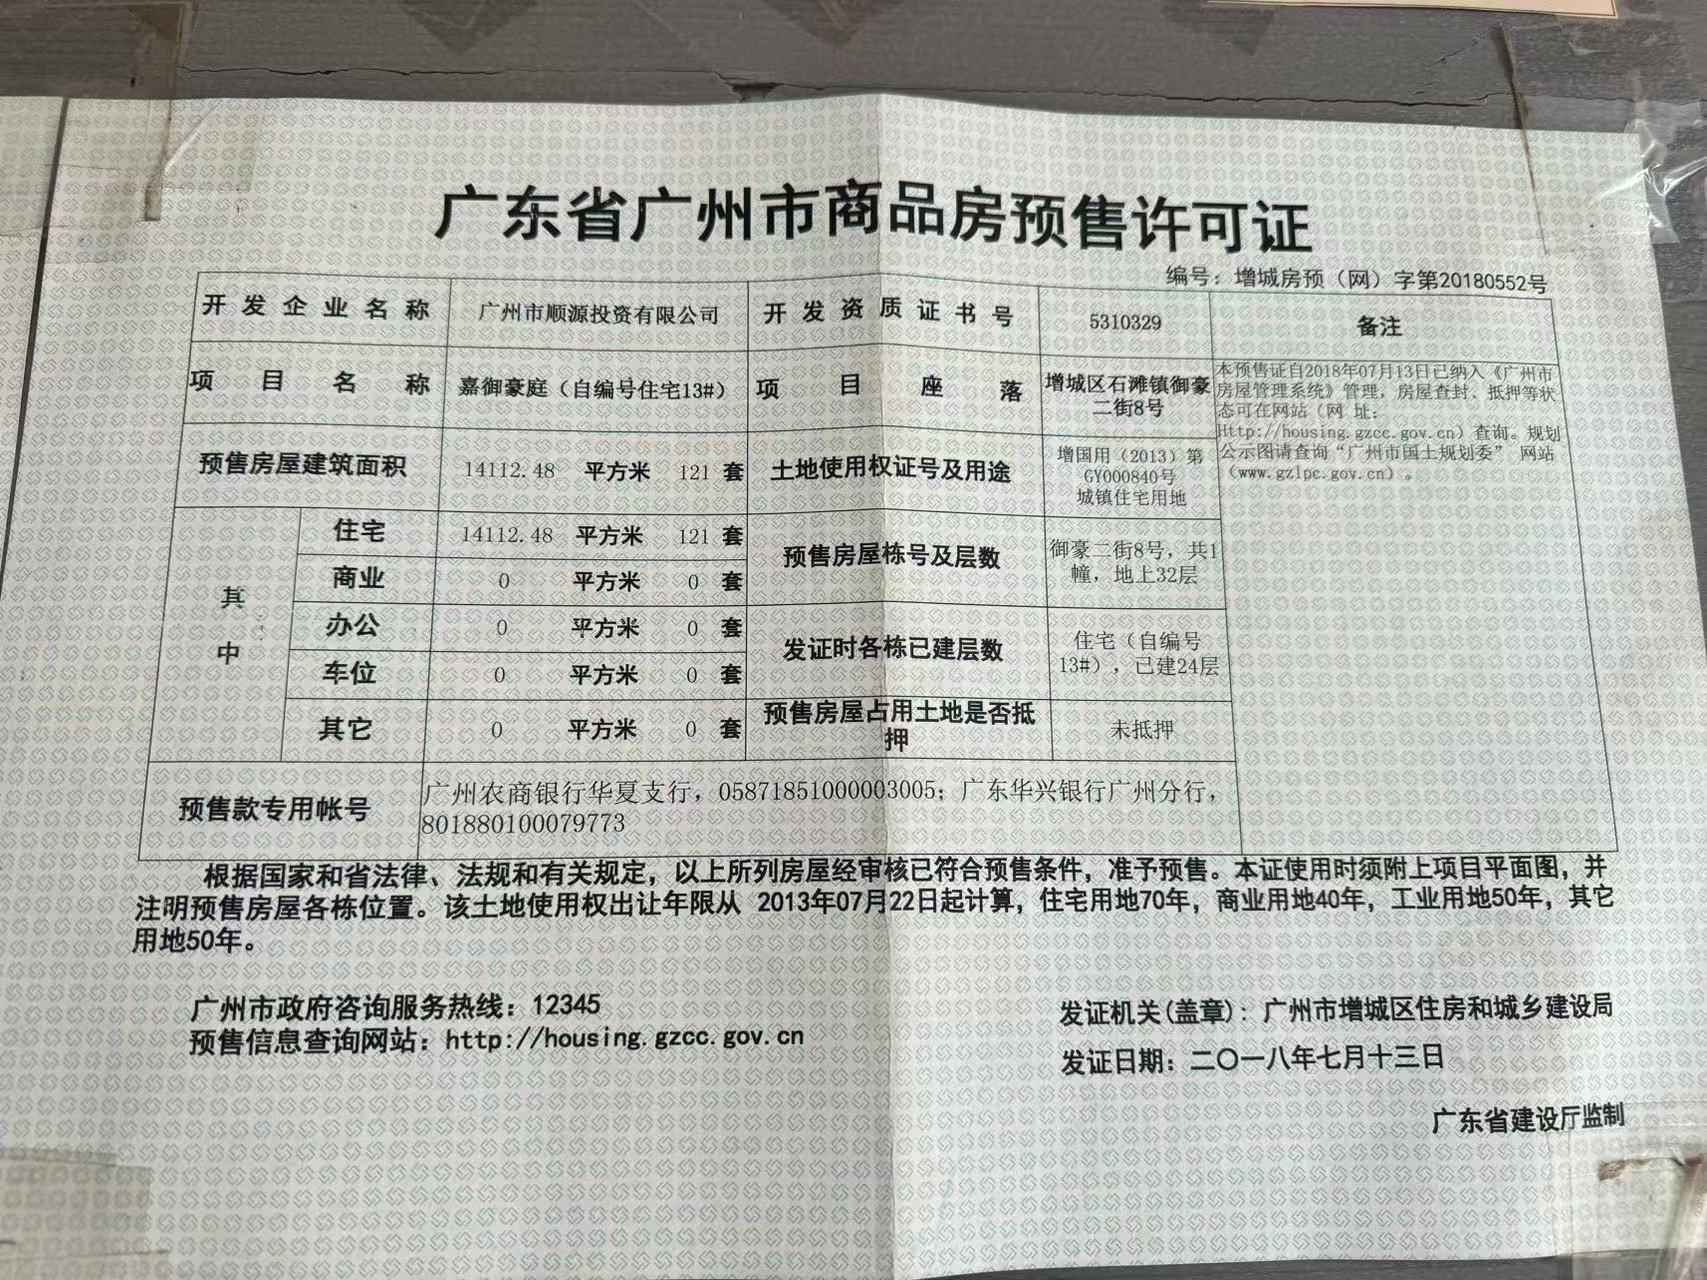 广东省广州市商品房预售许可证
编号：增城房预（网）字第20180552号
开发企业名称 广州市顺源投资有限公司 开发资质证书号 5310329 备注
项目名称 嘉御豪庭（自编号住宅13#） 项目座落 增城区石滩镇御豪
二街8号
本预售证自2018年07月13日已纳入《广州市
房屋管理系统》管理，房屋查封、抵押等状
态可在网站（网 址：
Http://housing.gzcc.gov.cn）查询。规划
公示图请查询“广州市国土规划委” 网站
（www.gzlpc.gov.cn）。
预售房屋建筑面积 14112.48 平方米 121 套 土地使用权证号及用途 增国用（2013）第
GY000840号
城镇住宅用地
其中
住宅 14112.48 平方米 121 套 预售房屋栋号及层数 御豪二街8号，共1
幢，地上32层
商业 0 平方米 0 套
办公 0 平方米 0 套 发证时各栋已建层数 住宅（自编号
13#），已建24层
车位 0 平方米 0 套
其它 0 平方米 0 套 预售房屋占用土地是否抵
押 未抵押
预售款专用帐号 广州农商银行华夏支行，05871851000003005；广东华兴银行广州分行，
801880100079773
根据国家和省法律、法规和有关规定，以上所列房屋经审核已符合预售条件，准予预售。本证使用时须附上项目平面图，并
注明预售房屋各栋位置。该土地使用权出让年限从 2013年07月22日起计算，住宅用地70年，商业用地40年，工业用地50年，其它
用地50年。
广州市政府咨询服务热线：12345
预售信息查询网站：http://housing.gzcc.gov.cn
发证机关(盖章)：广州市增城区住房和城乡建设局
发证日期：二〇一八年七月十三日
广东省建设厅监制